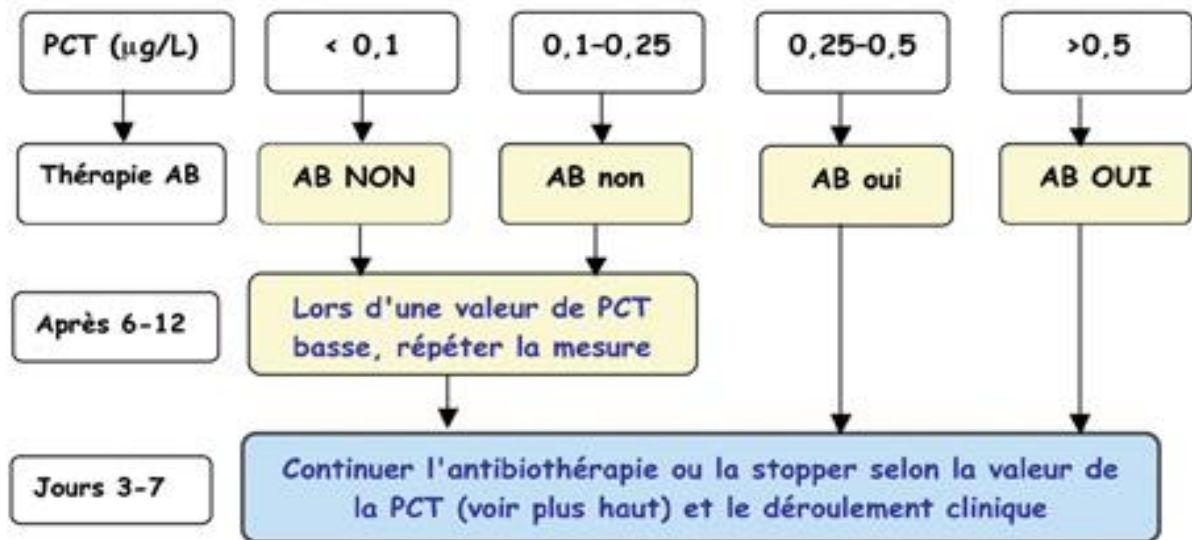 PCT (μg/L)
< 0,1
0,1-0,25
0,25-0,5
>0,5
Thérapie AB
AB NON
AB non
AB oui
AB OUI
Après 6-12
Lors d'une valeur de PCT
basse, répéter la mesure
Jours 3-7
Continuer l'antibiothérapie ou la stopper selon la valeur de
la PCT (voir plus haut) et le déroulement clinique